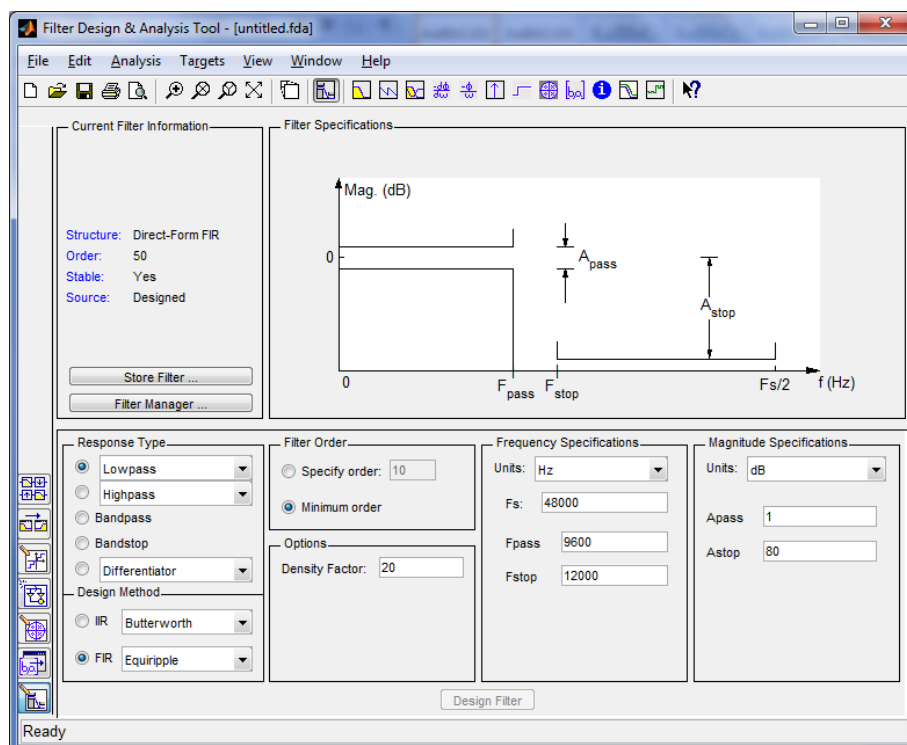 Filter Design & Analysis Tool - [untitled.fda]
File Edit Analysis Targets View Window Help
Current Filter Information
Structure: Direct-Form FIR
Order: 50
Stable: Yes
Source: Designed
Store Filter ...
Filter Manager ...
Filter Specifications
Mag. (dB)
0
A pass
A stop
0
F pass F stop Fs/2 f (Hz)
Response Type
Lowpass
Highpass
Bandpass
Bandstop
Differentiator
Design Method
IIR Butterworth
FIR Equiripple
Filter Order
Specify order: 10
Minimum order
Options
Density Factor: 20
Frequency Specifications
Units: Hz
Fs: 48000
Fpass 9600
Fstop 12000
Magnitude Specifications
Units: dB
Apass 1
Astop 80
Design Filter
Ready